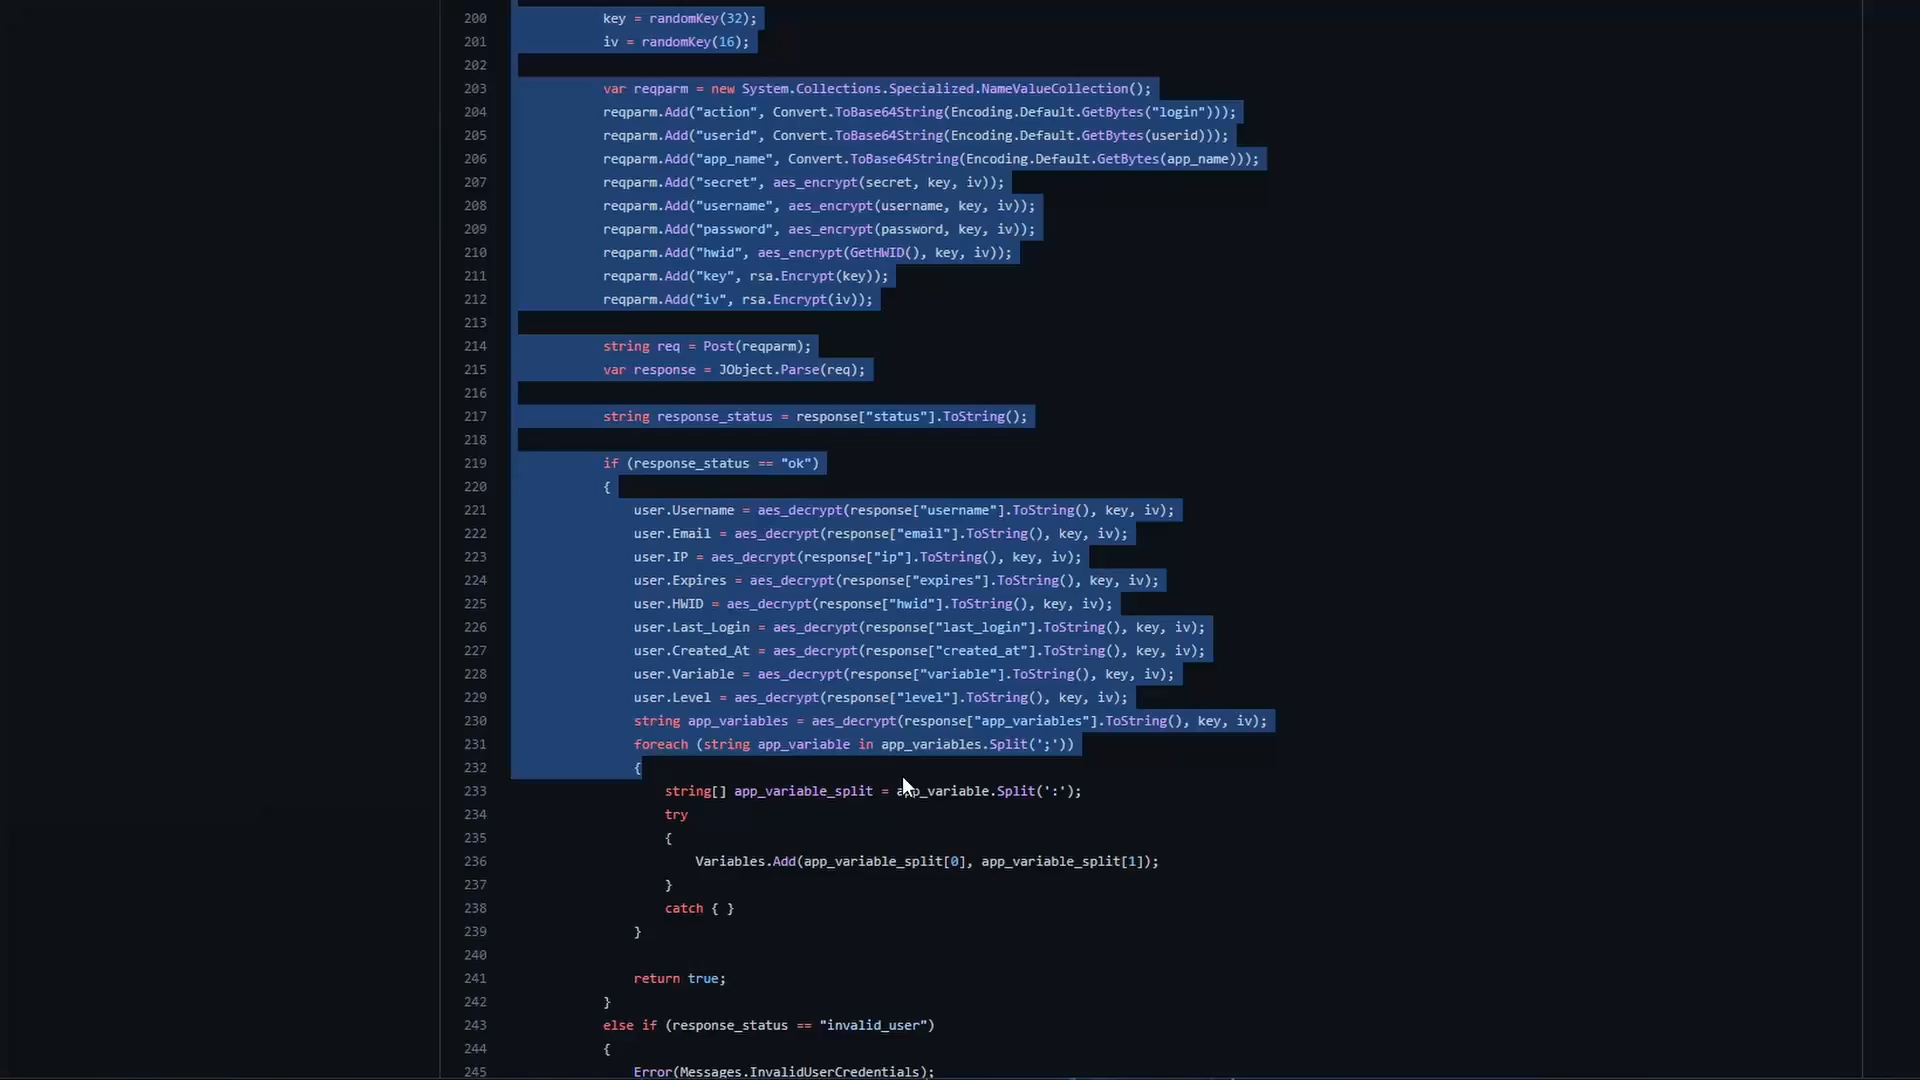 200 key = randomKey(32);
201 iv = randomKey(16);
202
203 var reqparm = new System.Collections.Specialized.NameValueCollection();
204 reqparm.Add("action", Convert.ToBase64String(Encoding.Default.GetBytes("login")));
205 reqparm.Add("userid", Convert.ToBase64String(Encoding.Default.GetBytes(userid)));
206 reqparm.Add("app_name", Convert.ToBase64String(Encoding.Default.GetBytes(app_name)));
207 reqparm.Add("secret", aes_encrypt(secret, key, iv));
208 reqparm.Add("username", aes_encrypt(username, key, iv));
209 reqparm.Add("password", aes_encrypt(password, key, iv));
210 reqparm.Add("hwid", aes_encrypt(GetHWID(), key, iv));
211 reqparm.Add("key", rsa.Encrypt(key));
212 reqparm.Add("iv", rsa.Encrypt(iv));
213
214 string req = Post(reqparm);
215 var response = JObject.Parse(req);
216
217 string response_status = response["status"].ToString();
218
219 if (response_status == "ok")
220 {
221 user.Username = aes_decrypt(response["username"].ToString(), key, iv);
222 user.Email = aes_decrypt(response["email"].ToString(), key, iv);
223 user.IP = aes_decrypt(response["ip"].ToString(), key, iv);
224 user.Expires = aes_decrypt(response["expires"].ToString(), key, iv);
225 user.HWID = aes_decrypt(response["hwid"].ToString(), key, iv);
226 user.Last_Login = aes_decrypt(response["last_login"].ToString(), key, iv);
227 user.Created_At = aes_decrypt(response["created_at"].ToString(), key, iv);
228 user.Variable = aes_decrypt(response["variable"].ToString(), key, iv);
229 user.Level = aes_decrypt(response["level"].ToString(), key, iv);
230 string app_variables = aes_decrypt(response["app_variables"].ToString(), key, iv);
231 foreach (string app_variable in app_variables.Split(';'))
232 {
233 string[] app_variable_split = app_variable.Split(':');
234 try
235 {
236 Variables.Add(app_variable_split[0], app_variable_split[1]);
237 }
238 catch { }
239 }
240
241 return true;
242 }
243 else if (response_status == "invalid_user")
244 {
245 Error(Messages.InvalidUserCredentials);